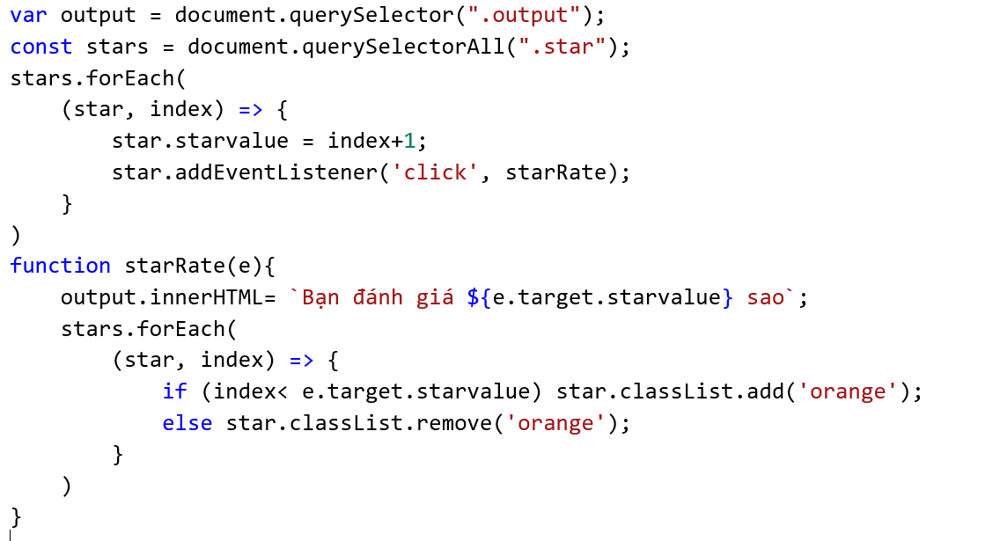 var output = document.querySelector(".output");
const stars = document.querySelectorAll(".star");
stars.forEach(
    (star, index) => {
        star.starvalue = index+1;
        star.addEventListener('click', starRate);
    }
)
function starRate(e){
    output.innerHTML= `Bạn đánh giá ${e.target.starvalue} sao`;
    stars.forEach(
        (star, index) => {
            if (index< e.target.starvalue) star.classList.add('orange');
            else star.classList.remove('orange');
        }
    )
}